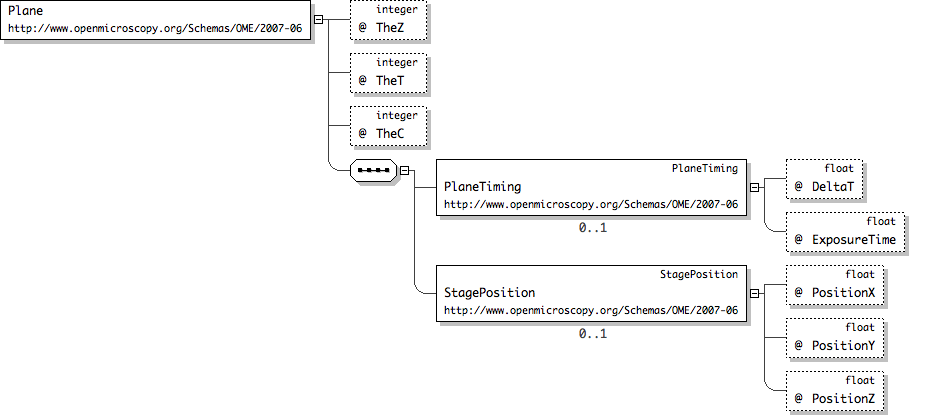 Plane
http://www.openmicroscopy.org/Schemas/OME/2007-06
integer
@ TheZ
integer
@ TheT
integer
@ TheC
PlaneTiming
PlaneTiming
http://www.openmicroscopy.org/Schemas/OME/2007-06
0..1
float
@ DeltaT
float
@ ExposureTime
StagePosition
StagePosition
http://www.openmicroscopy.org/Schemas/OME/2007-06
0..1
float
@ PositionX
float
@ PositionY
float
@ PositionZ